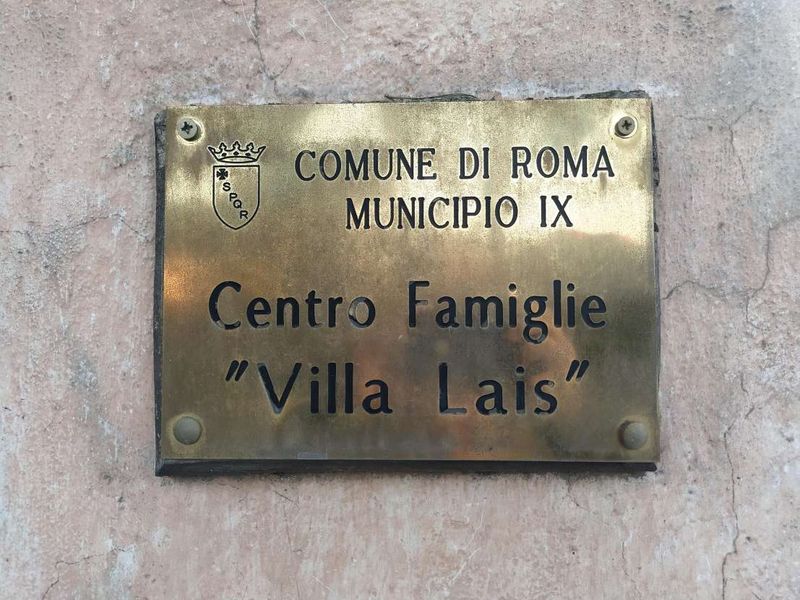 SPQR
COMUNE DI ROMA
MUNICIPIO IX
Centro Famiglie
"Villa Lais"